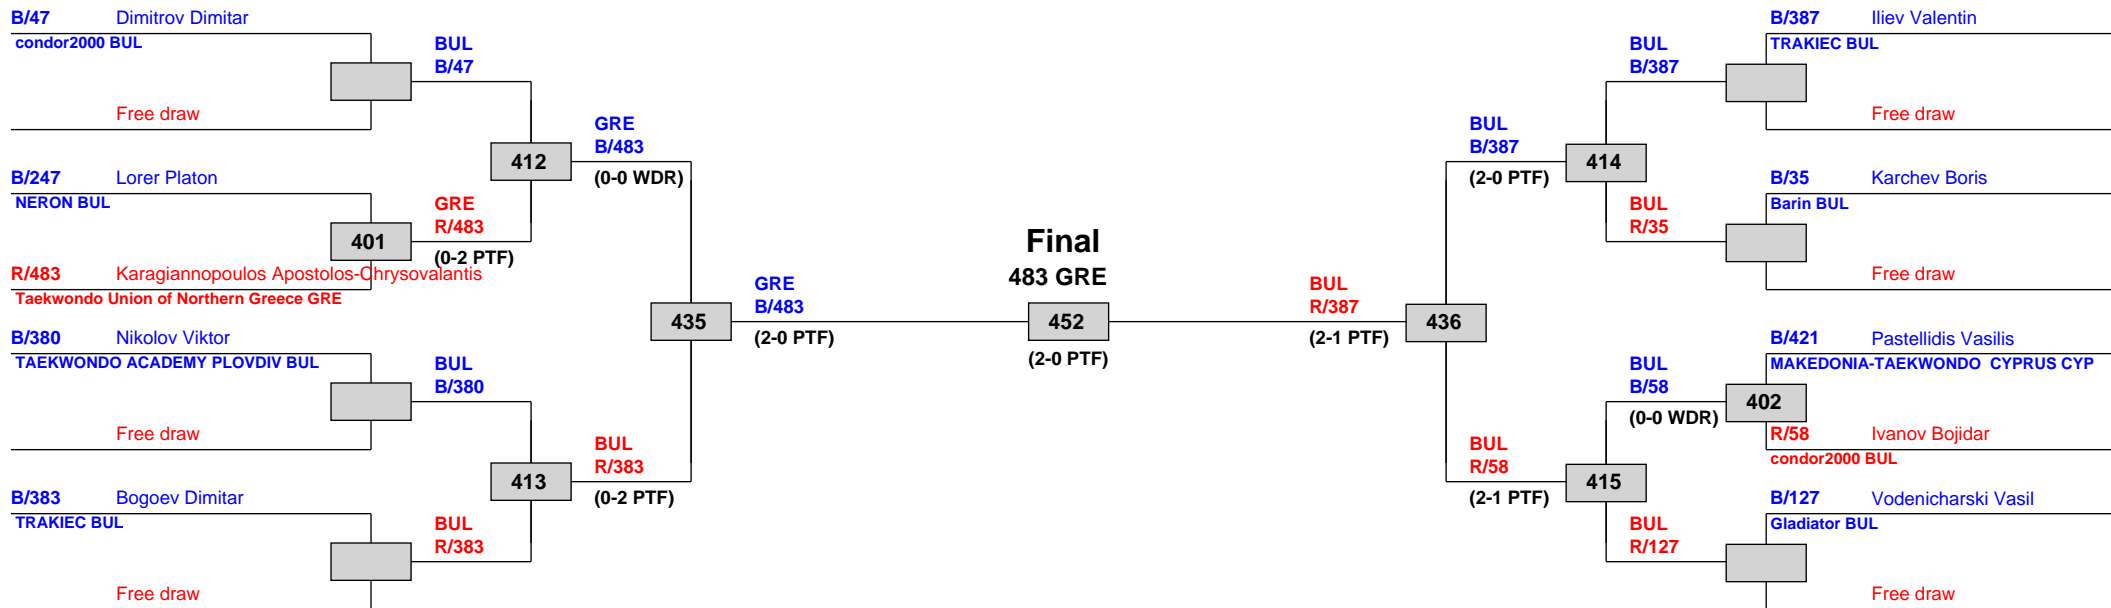 B/47 Dimitrov Dimitar
condor2000 BUL
BUL
B/47
Free draw
GRE
B/483
412
(0-0 WDR)
B/247 Lorer Platon
NERON BUL
GRE
R/483
401
(0-2 PTF)
R/483 Karagiannopoulos Apostolos-Chrysovalantis
Taekwondo Union of Northern Greece GRE
GRE
B/483
435
(2-0 PTF)
B/380 Nikolov Viktor
TAEKWONDO ACADEMY PLOVDIV BUL
BUL
B/380
Free draw
BUL
R/383
413
(0-2 PTF)
B/383 Bogoev Dimitar
TRAKIEC BUL
BUL
R/383
Free draw
Final
483 GRE
452
(2-0 PTF)
BUL
R/387
436
(2-1 PTF)
B/387 Iliev Valentin
TRAKIEC BUL
BUL
B/387
Free draw
BUL
B/387
414
(2-0 PTF)
B/35 Karchev Boris
Barin BUL
BUL
R/35
Free draw
B/421 Pastellidis Vasilis
MAKEDONIA-TAEKWONDO CYPRUS CYP
BUL
B/58
402
(0-0 WDR)
R/58 Ivanov Bojidar
condor2000 BUL
BUL
R/58
415
(2-1 PTF)
B/127 Vodenicharski Vasil
Gladiator BUL
BUL
R/127
Free draw